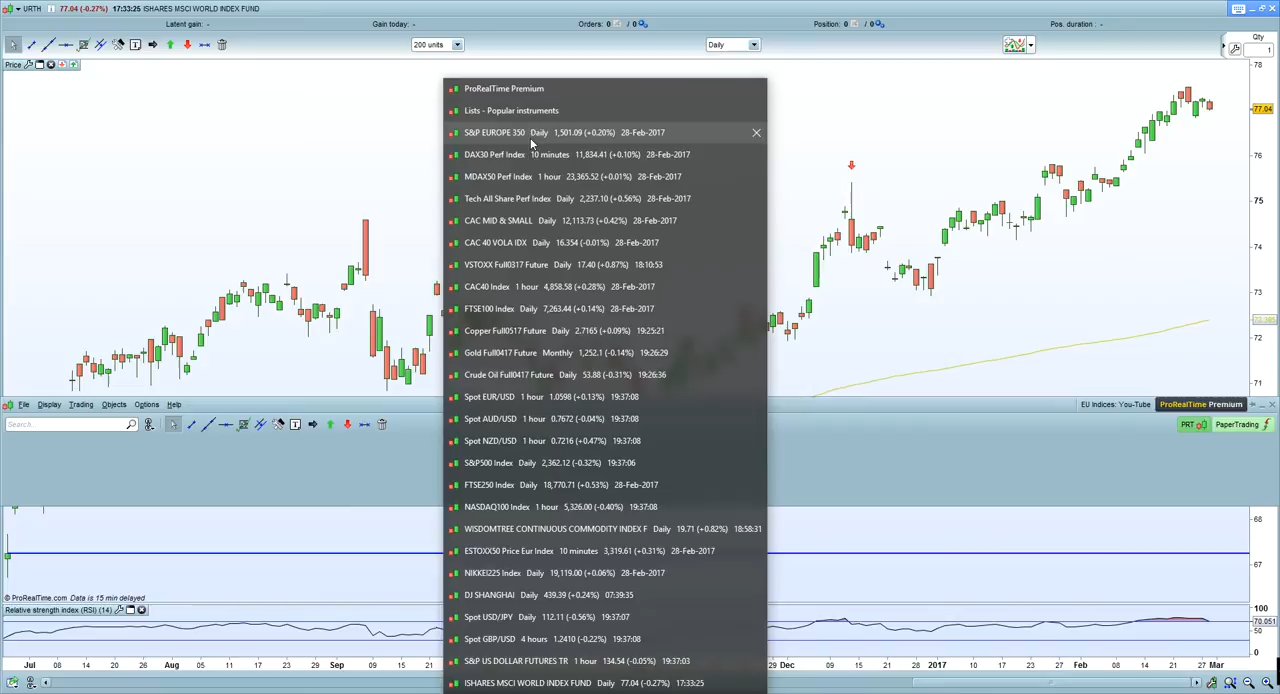 URTH
77.04 (-0.27%)
17:33:25 ISHARES MSCI WORLD INDEX FUND
Latent gain: -
Gain today: -
Orders: 0 / 0
Position: 0 / 0
Pos. duration : -
200 units
Daily
Qty
1
Price
78
77.04
76
75
74
73
72
71
ProRealTime Premium
Lists - Popular instruments
S&P EUROPE 350 Daily 1,501.09 (+0.20%) 28-Feb-2017
DAX30 Perf Index 10 minutes 11,834.41 (+0.10%) 28-Feb-2017
MDAX50 Perf Index 1 hour 23,365.52 (+0.01%) 28-Feb-2017
Tech All Share Perf Index Daily 2,237.10 (+0.56%) 28-Feb-2017
CAC MID & SMALL Daily 12,113.73 (+0.42%) 28-Feb-2017
CAC 40 VOLA IDX Daily 16.354 (-0.01%) 28-Feb-2017
VSTOXX Full0317 Future Daily 17.40 (+0.87%) 18:10:53
CAC40 Index 1 hour 4,858.58 (+0.28%) 28-Feb-2017
FTSE100 Index Daily 7,263.44 (+0.14%) 28-Feb-2017
Copper Full0517 Future Daily 2.7165 (+0.09%) 19:25:21
Gold Full0417 Future Monthly 1,252.1 (-0.14%) 19:26:29
Crude Oil Full0417 Future Daily 53.88 (-0.31%) 19:26:36
Spot EUR/USD 1 hour 1.0598 (+0.13%) 19:37:08
Spot AUD/USD 1 hour 0.7672 (-0.04%) 19:37:08
Spot NZD/USD 1 hour 0.7216 (+0.47%) 19:37:08
S&P500 Index Daily 2,362.12 (-0.32%) 19:37:06
FTSE250 Index Daily 18,770.71 (+0.53%) 28-Feb-2017
NASDAQ100 Index 1 hour 5,326.00 (-0.40%) 19:37:08
WISDOMTREE CONTINUOUS COMMODITY INDEX F Daily 19.71 (+0.82%) 18:58:31
ESTOXX50 Price Eur Index 10 minutes 3,319.61 (+0.31%) 28-Feb-2017
NIKKEI225 Index Daily 19,119.00 (+0.06%) 28-Feb-2017
DJ SHANGHAI Daily 439.39 (+0.24%) 07:39:35
Spot USD/JPY Daily 112.11 (-0.56%) 19:37:07
Spot GBP/USD 4 hours 1.2410 (-0.22%) 19:37:08
S&P US DOLLAR FUTURES TR 1 hour 134.54 (-0.05%) 19:37:03
ISHARES MSCI WORLD INDEX FUND Daily 77.04 (-0.27%) 17:33:25
File Display Trading Objects Options Help
EU Indices: You-Tube
ProRealTime Premium
Search...
PRT
PaperTrading
68
67
© ProRealTime.com Data is 15 min delayed
Relative strength index (RSI) (14)
100
70.051
50
0
Jul 08 14 21 Aug 05 11 17 23 Sep 09 15 21 Dec 09 15 21 2017 10 17 23 Feb 08 14 21 27 Mar